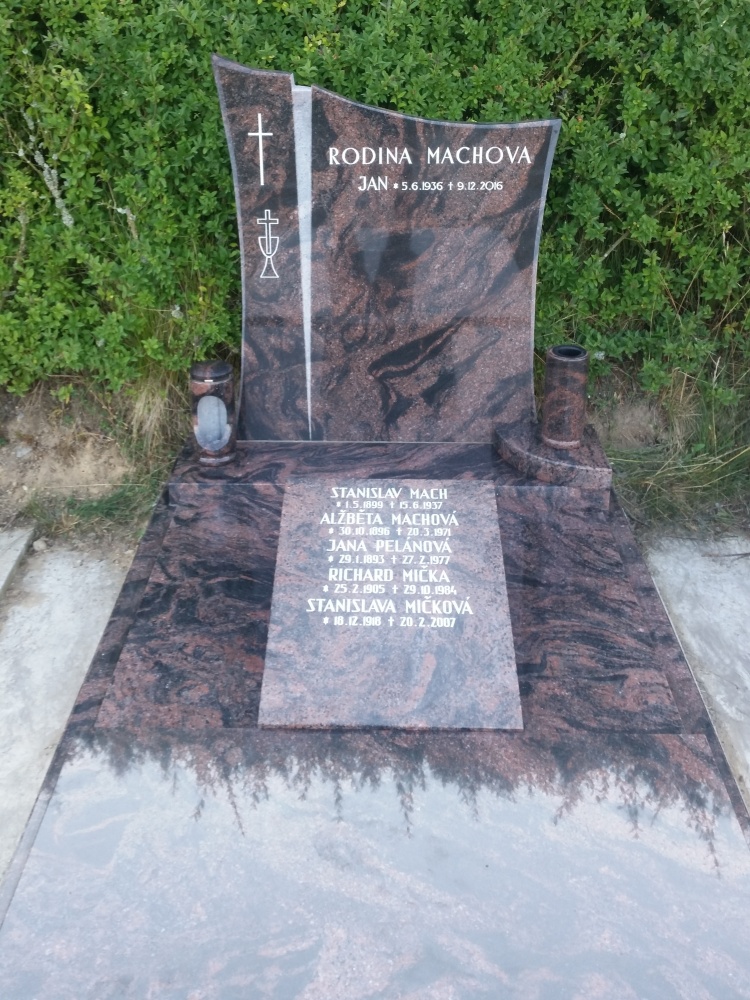 RODINA MACHOVA
JAN * 5.6.1936 † 9.12.2016
STANISLAV MACH
* 1.5.1899 † 15.6.1937
ALŽBĚTA MACHOVÁ
* 30.10.1896 † 20.3.1971
JANA PELANOVÁ
* 29.1.1893 † 27.2.1977
RICHARD MIČKA
* 25.2.1905 † 29.10.1984
STANISLAVA MIČKOVÁ
* 18.12.1918 † 20.2.2007